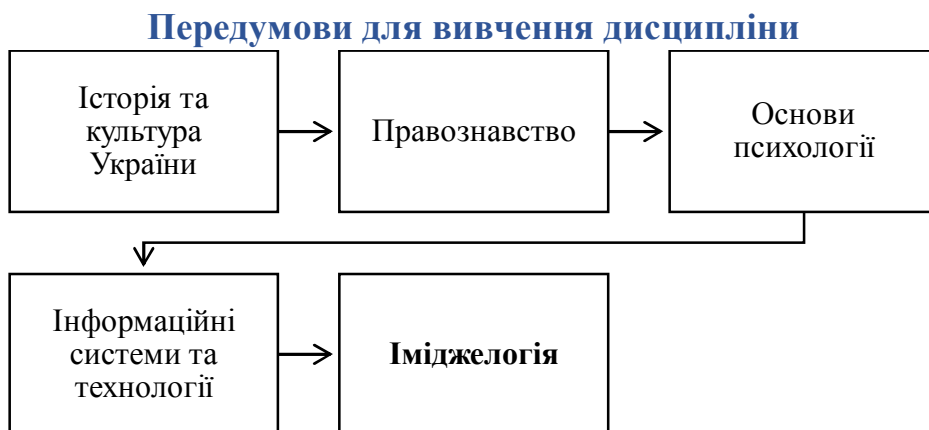 Передумови для вивчення дисципліни
Історія та
культура
України
Правознавство
Основи
психології
Інформаційні
системи та
технології
Іміджелогія